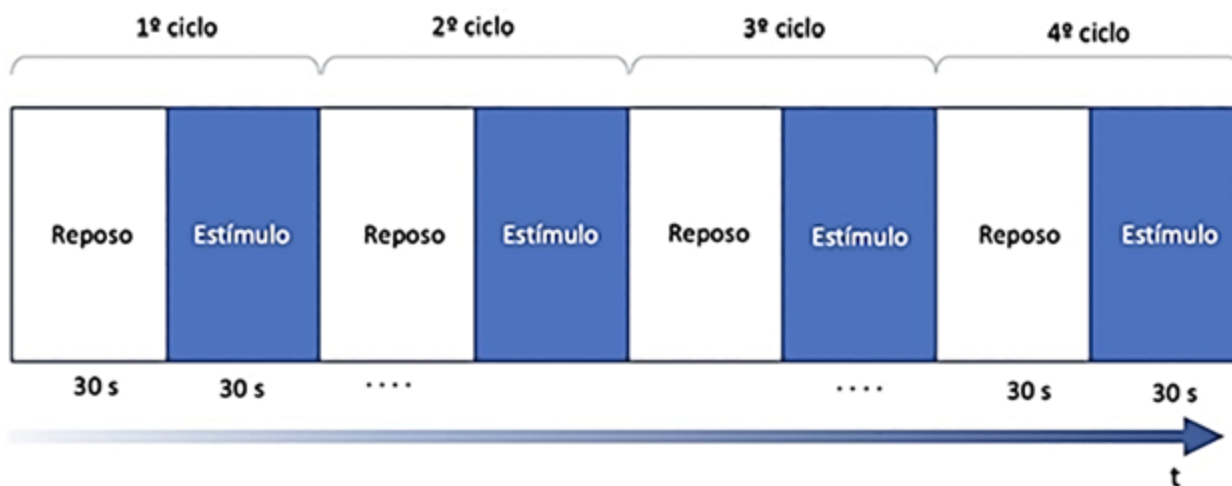 1º ciclo 2º ciclo 3º ciclo 4º ciclo
Reposo Estímulo Reposo Estímulo Reposo Estímulo Reposo Estímulo
30 s 30 s .... .... 30 s 30 s
t